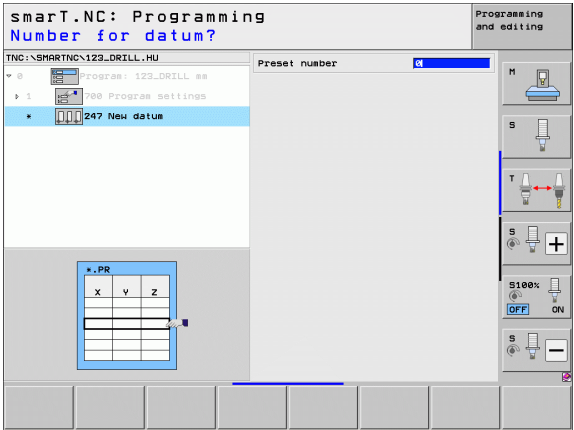 smarT.NC: Programming
Number for datum?
Programming
and editing
TNC:\SMARTNC\123_DRILL.HU
0 Program: 123_DRILL mm
1 700 Program settings
* 247 New datum
Preset number 0
*.PR
X Y Z
M
S
T
S
S100%
OFF ON
S